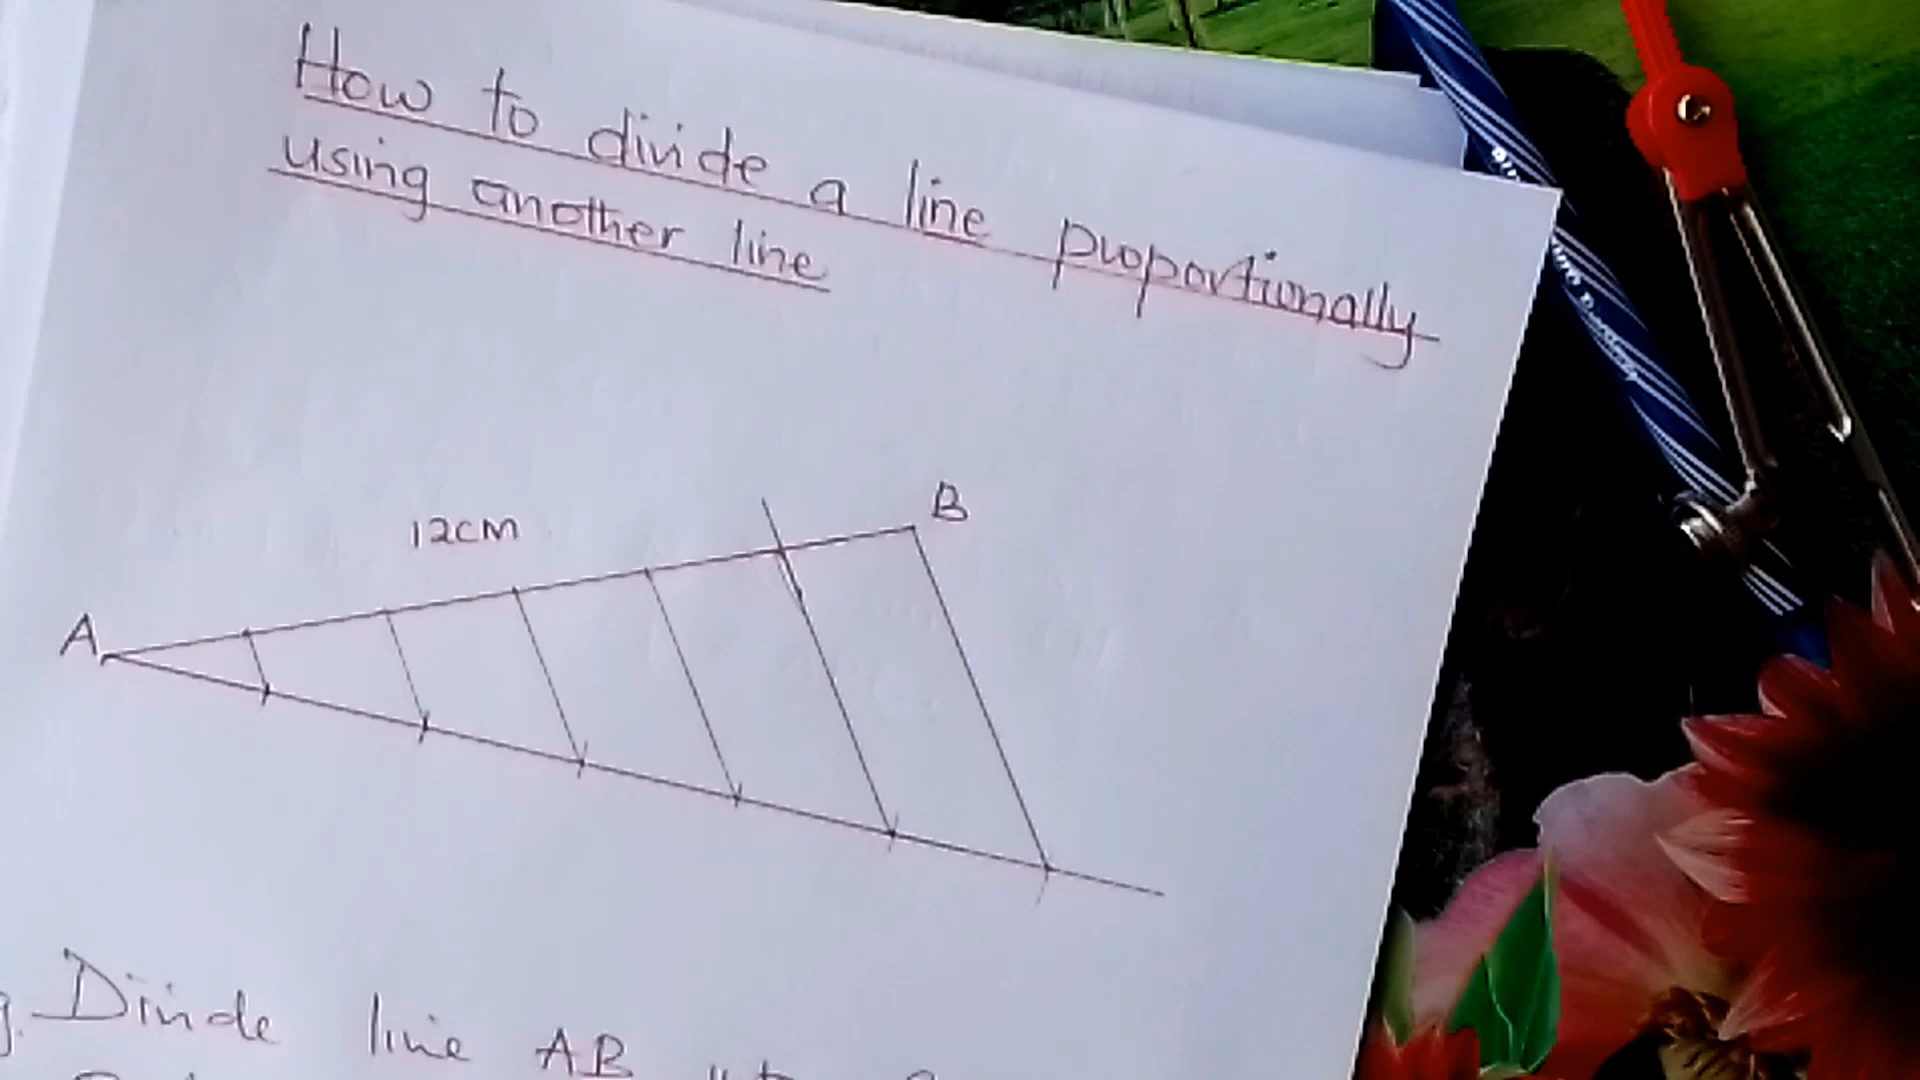 How to divide a line proportionally
using another line
12cm
B
A
g. Divide line AB